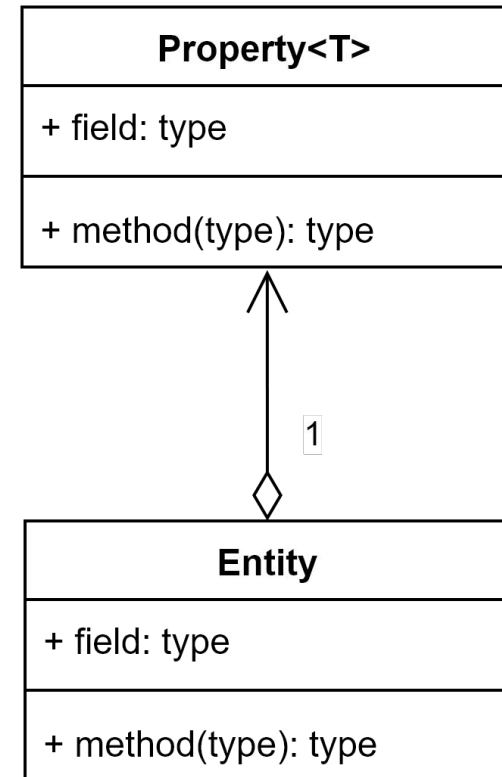 Property<T>
+ field: type
+ method(type): type
1
Entity
+ field: type
+ method(type): type